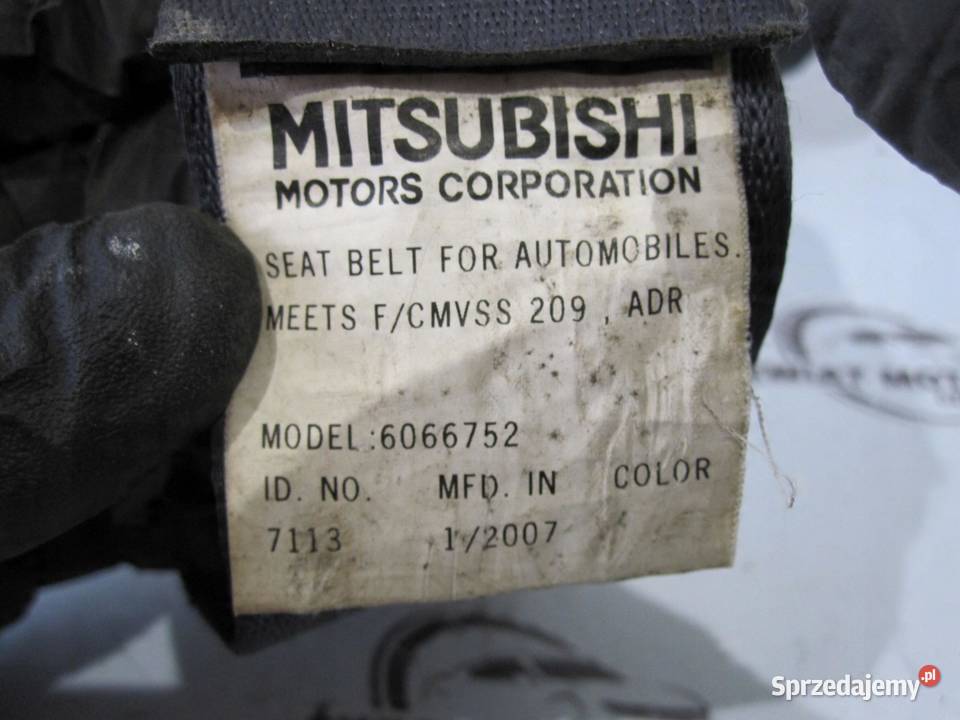 MITSUBISHI
MOTORS CORPORATION
SEAT BELT FOR AUTOMOBILES.
MEETS F/CMVSS 209 , ADR
MODEL:6066752
ID. NO. MFD. IN COLOR
7113 1/2007
Sprzedajemy.pl